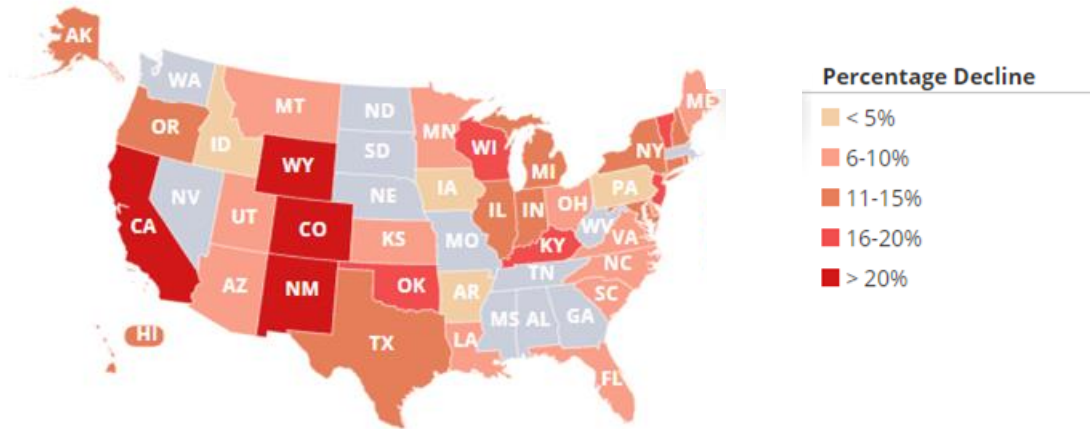 AK
WA
MT
ND
MN
ME
OR
ID
SD
WI
NY
WY
MI
IA
PA
NE
NV
UT
CO
IL
IN
OH
CA
KS
MO
KY
WV
VA
AZ
NM
OK
AR
TN
NC
SC
MS
AL
GA
TX
LA
HI
FL
Percentage Decline
< 5%
6-10%
11-15%
16-20%
> 20%